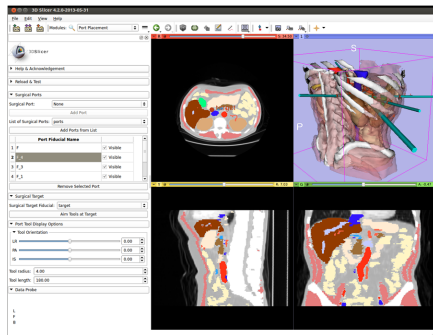 3D Slicer 4.2.0-2013-05-31
File Edit View Help
Modules: Port Placement
3DSlicer
Help & Acknowledgement
Reload & Test
Surgical Ports
Surgical Port: None
Add Port
List of Surgical Ports: ports
Add Ports from List
Port Fiducial Name
1 F Visible
2 F_4 Visible
3 F_3 Visible
4 F_1 Visible
Remove Selected Port
Surgical Target
Surgical Target Fiducial: target
Aim Tools at Target
Port Tool Display Options
Tool Orientation
LR 0.00
PA 0.00
IS 0.00
Tool radius: 4.00
Tool length: 180.00
Data Probe
L
F
B
S
P